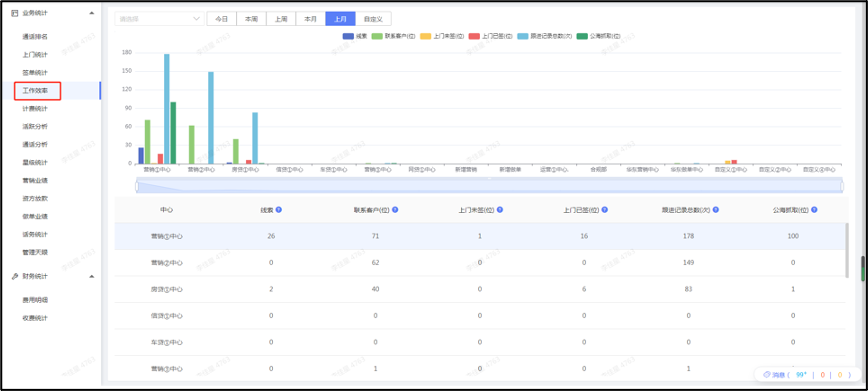 业务统计
通话排名
上门统计
签单统计
工作效率
计费统计
活跃分析
通话分析
星级统计
营销业绩
资方放款
做单业绩
话务统计
管理天眼
财务统计
费用明细
收费统计
请选择 今日 本周 上周 本月 上月 自定义
线索 联系客户(位) 上门未签(位) 上门已签(位) 跟进记录总数(次) 公海抓取(位)
180
150
120
90
60
30
0
营销①中心 营销②中心 房贷①中心 信贷①中心 车贷①中心 营销③中心 网贷①中心 新增营销 新增做单 运营①中心. 合规部 华东营销中心 华东做单中心 自定义①中心 自定义②中心 自定义③中心
中心 线索 联系客户(位) 上门未签(位) 上门已签(位) 跟进记录总数(次) 公海抓取(位)
营销①中心 26 71 1 16 178 100
营销②中心 0 62 0 0 149 0
房贷①中心 2 40 0 6 83 1
信贷①中心 0 0 0 0 0 0
车贷①中心 0 0 0 0 0 0
营销③中心 0 1 0 0 1
消息 ( 99+ | 0 | 0 )